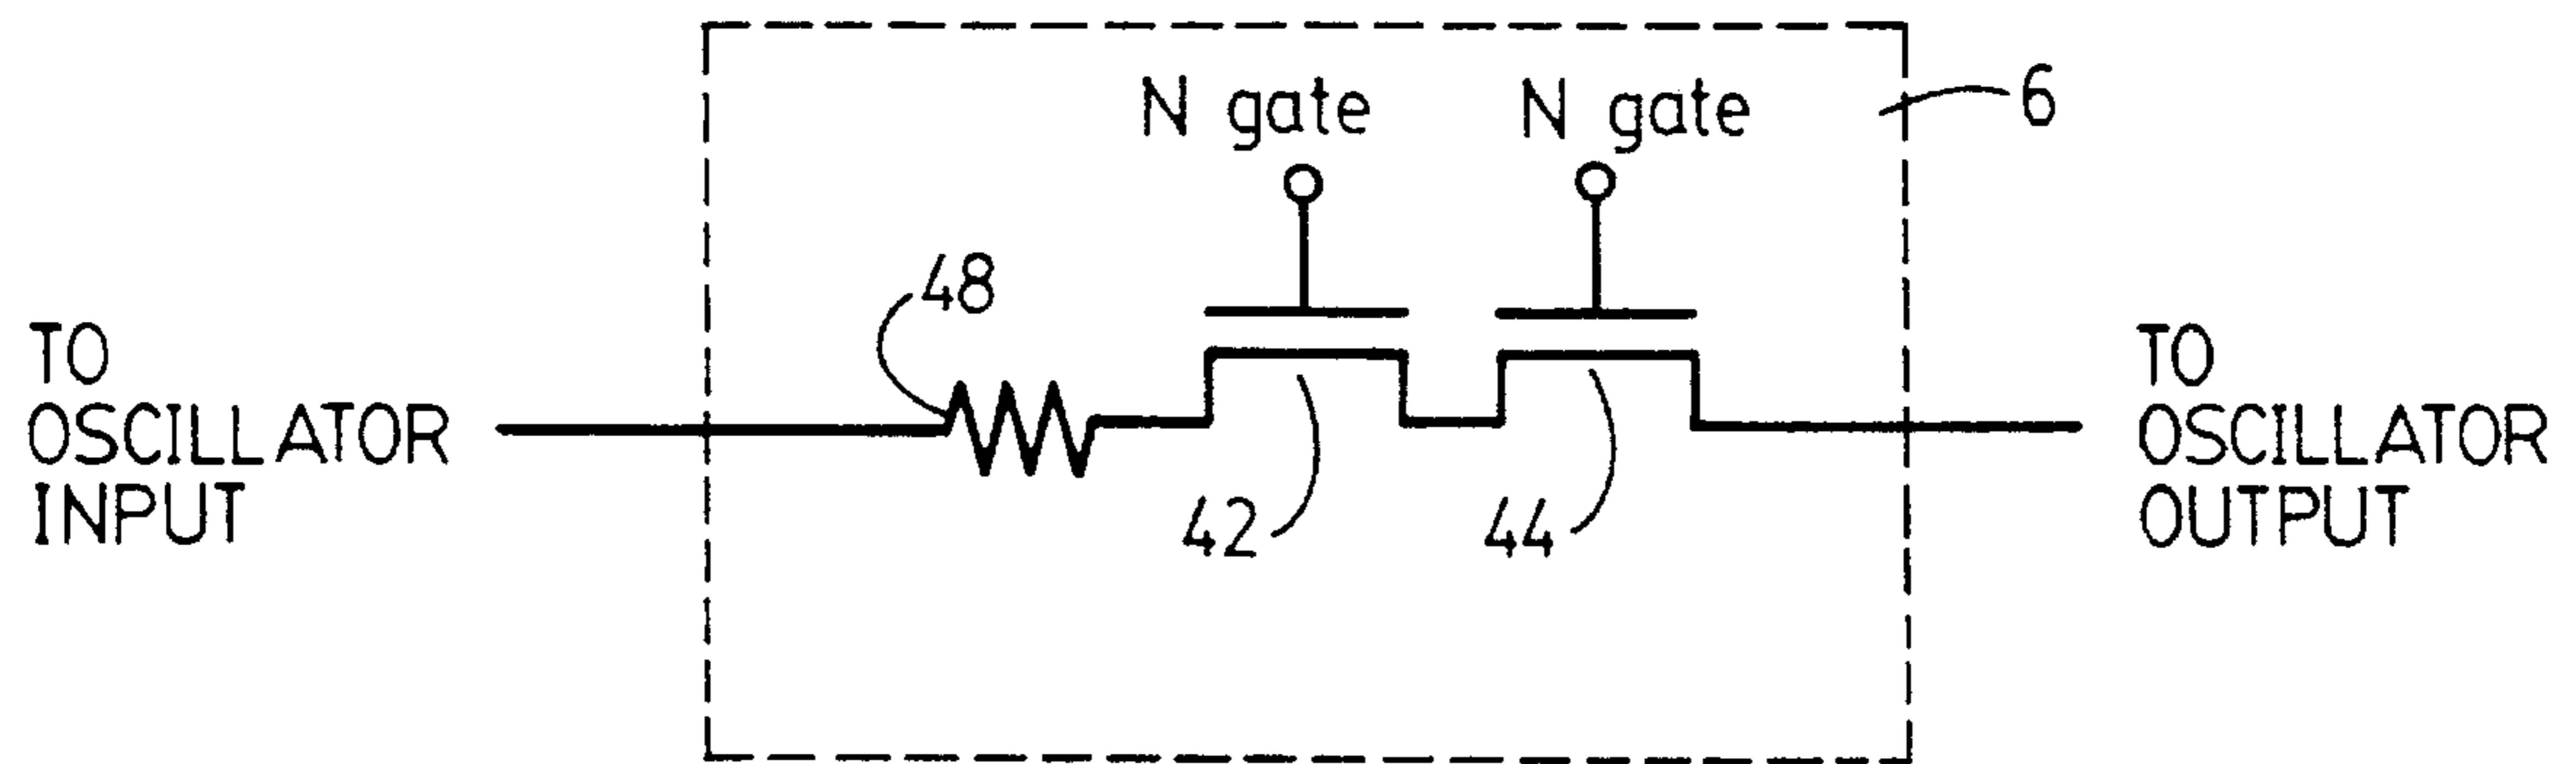 N gate
N gate
6
48
TO
OSCILLATOR
INPUT
42
44
TO
OSCILLATOR
OUTPUT